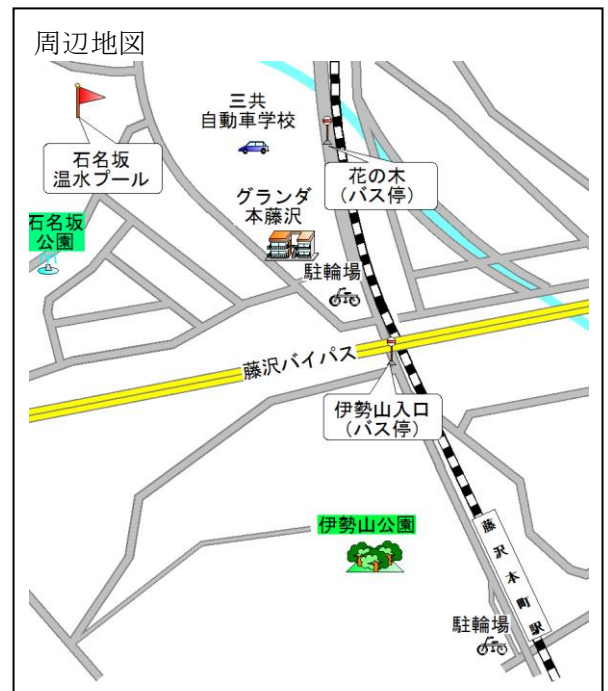 周辺地図
三共
自動車学校
石名坂
温水プール
花の木
(バス停)
グランダ
本藤沢
石名坂
公園
駐輪場
藤沢バイパス
伊勢山入口
(バス停)
伊勢山公園
藤沢本町駅
駐輪場